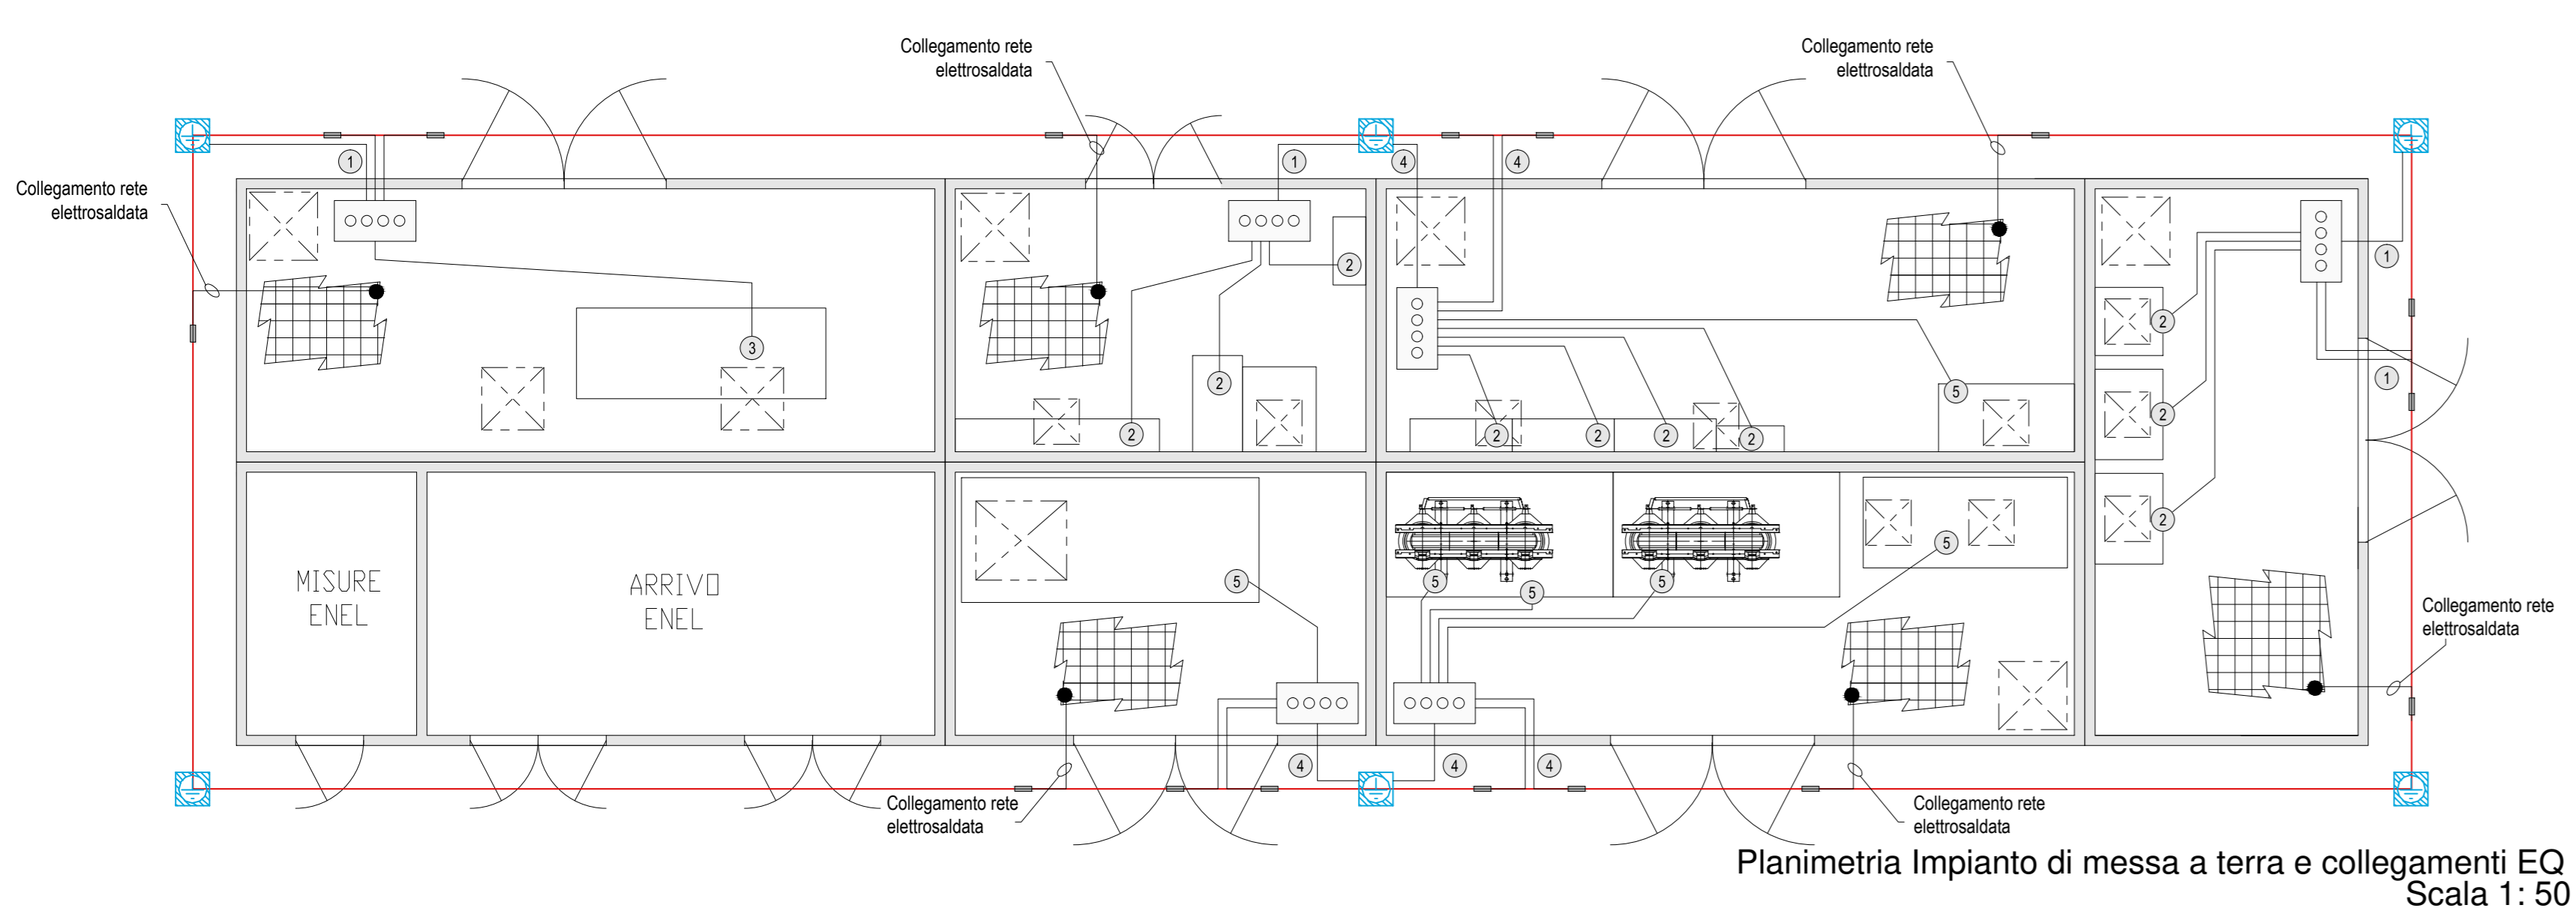 Collegamento rete
elettrosaldata
Collegamento rete
elettrosaldata
1
1
4
4
Collegamento rete
elettrosaldata
1
2
3
2
5
2
1
2
2
2
2
2
2
2
MISURE
ENEL
ARRIVO
ENEL
5
5
5
5
5
Collegamento rete
elettrosaldata
4
4
4
Collegamento rete
elettrosaldata
Collegamento rete
elettrosaldata
Planimetria Impianto di messa a terra e collegamenti EQ
Scala 1: 50